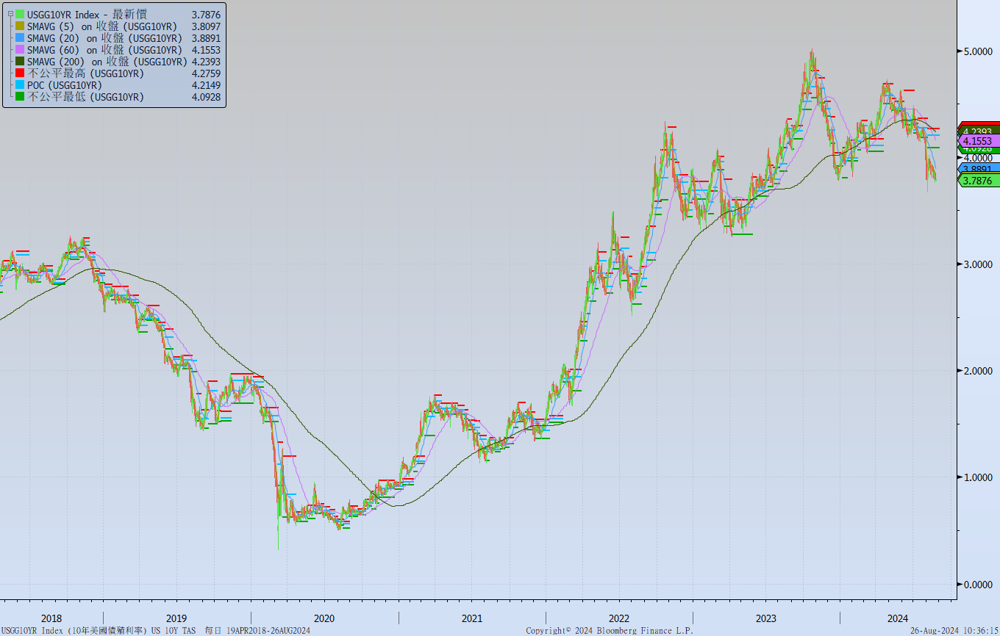 USGG10YR Index - 最新價 3.7876
SMAVG (5) on 收盤 (USGG10YR) 3.8097
SMAVG (20) on 收盤 (USGG10YR) 3.8891
SMAVG (60) on 收盤 (USGG10YR) 4.1553
SMAVG (200) on 收盤 (USGG10YR) 4.2393
不公平最高 (USGG10YR) 4.2759
POC (USGG10YR) 4.2149
不公平最低 (USGG10YR) 4.0928
5.0000
4.2393
4.1553
4.0928
4.0000
3.8891
3.7876
3.0000
2.0000
1.0000
0.0000
2018 2019 2020 2021 2022 2023 2024
USGG10YR Index (10年美國債殖利率) US 10Y TAS 每日 19APR2018-26AUG2024 Copyright© 2024 Bloomberg Finance L.P. 26-Aug-2024 10:36:15